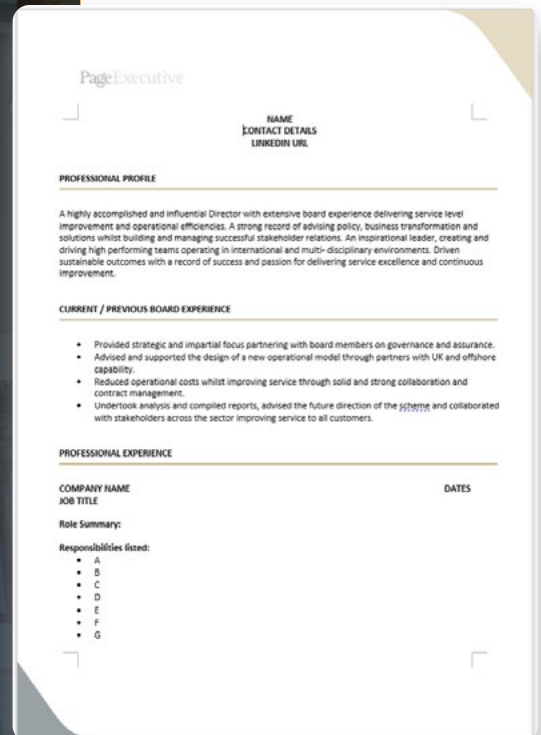 PageExecutive
NAME
CONTACT DETAILS
LINKEDIN URL
PROFESSIONAL PROFILE
A highly accomplished and influential Director with extensive board experience delivering service level
improvement and operational efficiencies. A strong record of advising policy, business transformation and
solutions whilst building and managing successful stakeholder relations. An inspirational leader, creating and
driving high performing teams operating in international and multi- disciplinary environments. Driven
sustainable outcomes with a record of success and passion for delivering service excellence and continuous
improvement.
CURRENT / PREVIOUS BOARD EXPERIENCE
• Provided strategic and impartial focus partnering with board members on governance and assurance.
• Advised and supported the design of a new operational model through partners with UK and offshore
capability.
• Reduced operational costs whilst improving service through solid and strong collaboration and
contract management.
• Undertook analysis and compiled reports, advised the future direction of the scheme and collaborated
with stakeholders across the sector improving service to all customers.
PROFESSIONAL EXPERIENCE
COMPANY NAME DATES
JOB TITLE
Role Summary:
Responsibilities listed:
• A
• B
• C
• D
• E
• F
• G